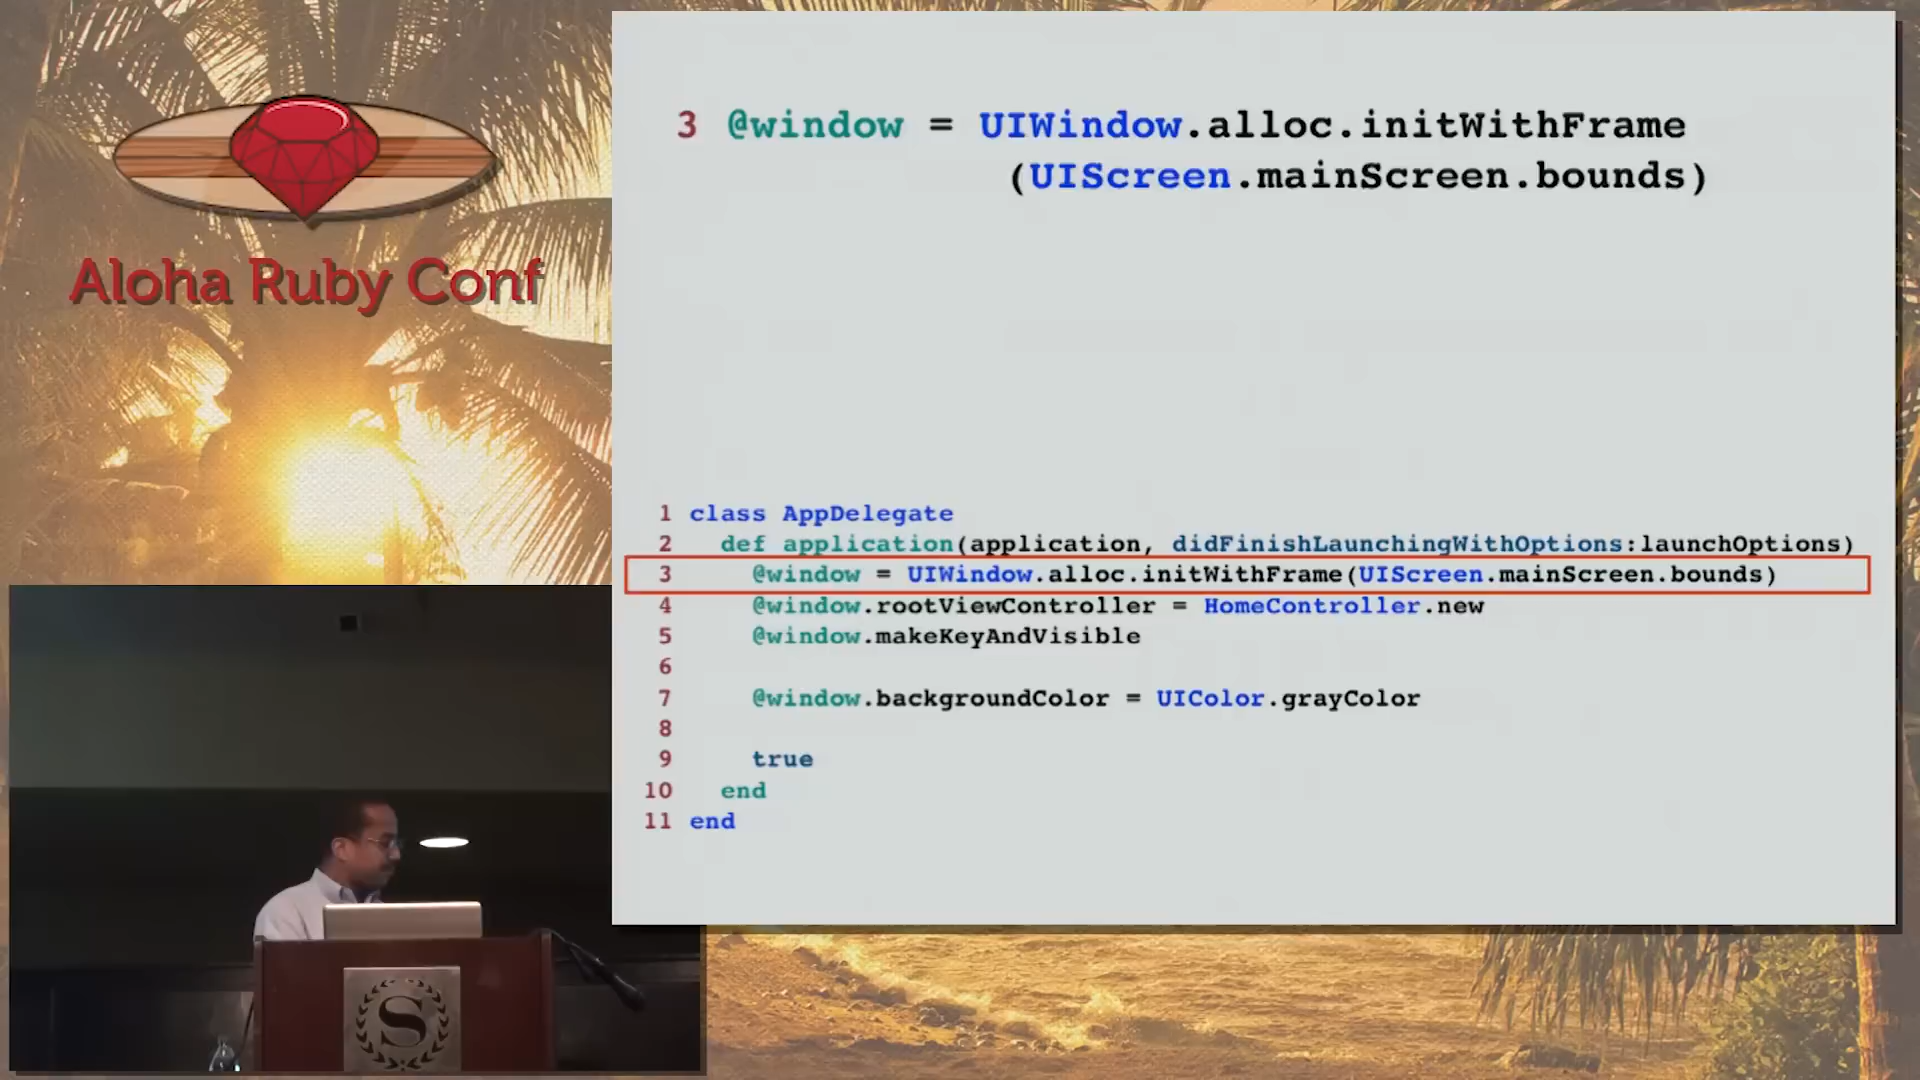 Aloha Ruby Conf
3 @window = UIWindow.alloc.initWithFrame
(UIScreen.mainScreen.bounds)
1 class AppDelegate
2 def application(application, didFinishLaunchingWithOptions:launchOptions)
3 @window = UIWindow.alloc.initWithFrame(UIScreen.mainScreen.bounds)
4 @window.rootViewController = HomeController.new
5 @window.makeKeyAndVisible
6
7 @window.backgroundColor = UIColor.grayColor
8
9 true
10 end
11 end
S